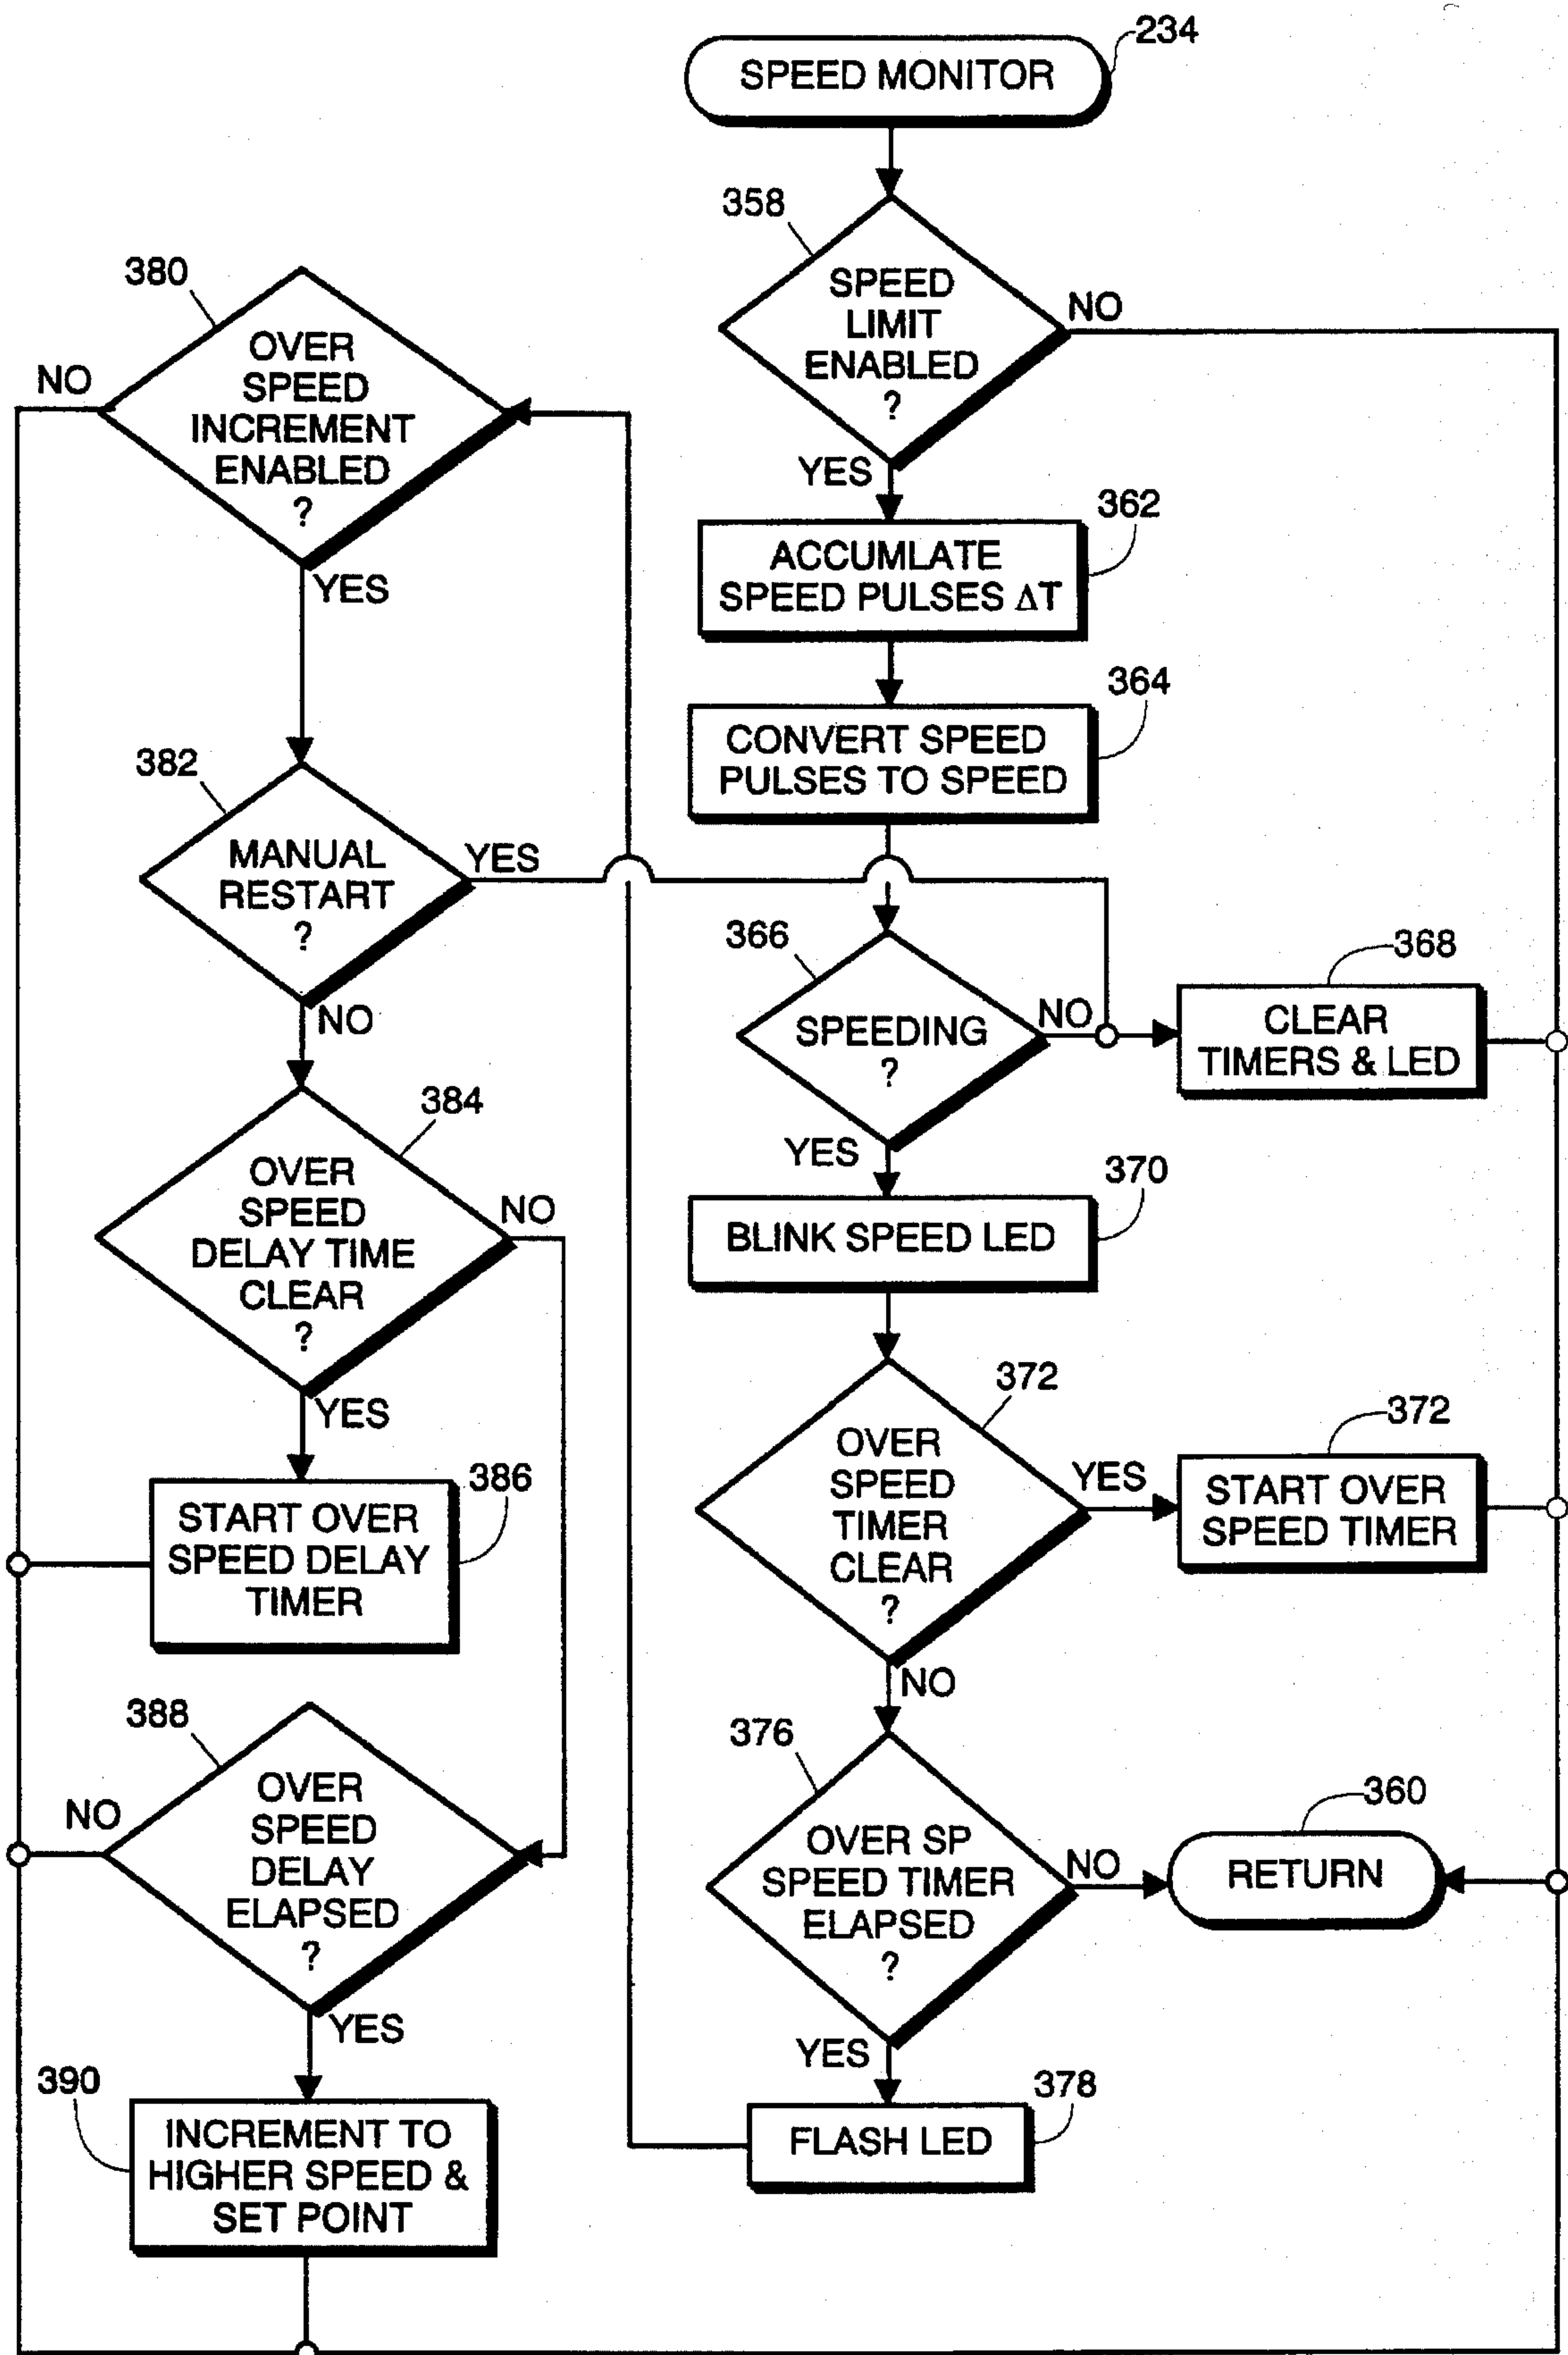 234
SPEED MONITOR
358
SPEED
LIMIT
ENABLED
?
NO
YES
362
ACCUMLATE
SPEED PULSES ΔT
364
CONVERT SPEED
PULSES TO SPEED
366
SPEEDING
?
NO
YES
368
CLEAR
TIMERS & LED
370
BLINK SPEED LED
372
OVER
SPEED
TIMER
CLEAR
?
YES
NO
372
START OVER
SPEED TIMER
376
OVER SP
SPEED TIMER
ELAPSED
?
NO
YES
360
RETURN
378
FLASH LED
380
OVER
SPEED
INCREMENT
ENABLED
?
NO
YES
382
MANUAL
RESTART
?
YES
NO
384
OVER
SPEED
DELAY TIME
CLEAR
?
NO
YES
386
START OVER
SPEED DELAY
TIMER
388
OVER
SPEED
DELAY
ELAPSED
?
NO
YES
390
INCREMENT TO
HIGHER SPEED &
SET POINT